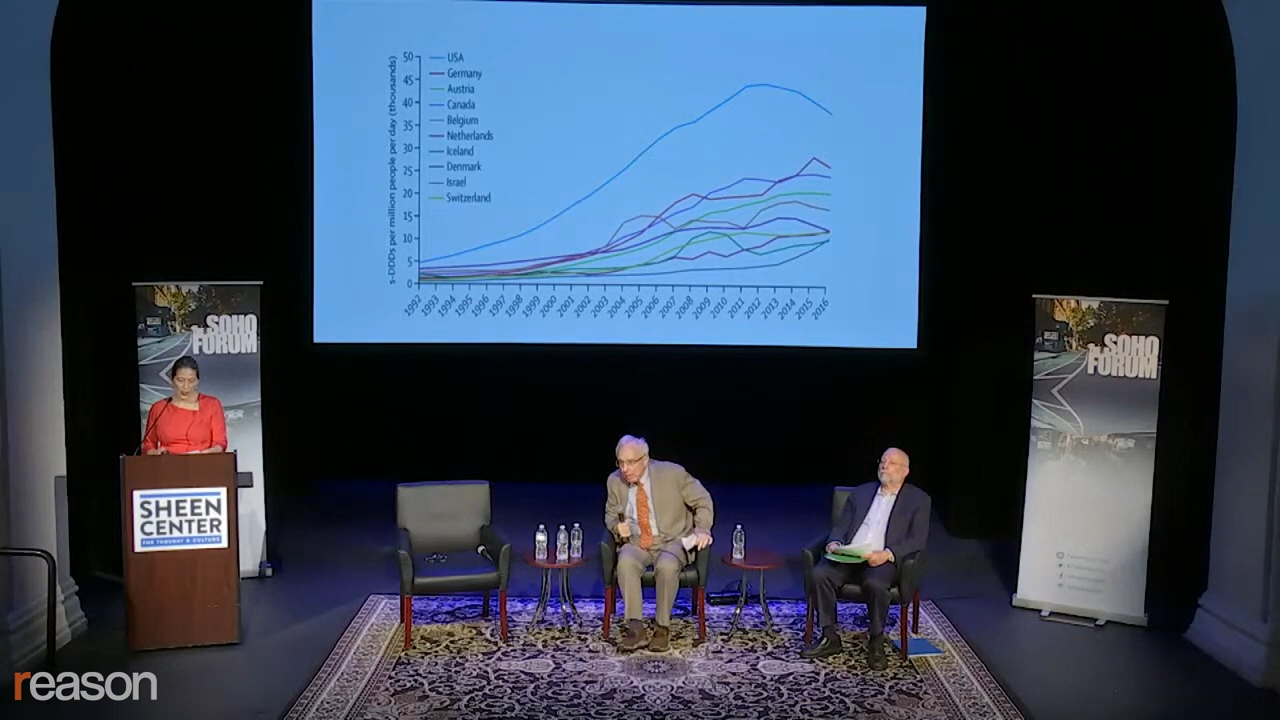 50
45
40
35
30
25
20
15
10
5
0
s-DDDs per million people per day (thousands)
USA
Germany
Austria
Canada
Belgium
Netherlands
Iceland
Denmark
Israel
Switzerland
1992 1993 1994 1995 1996 1997 1998 1999 2000 2001 2002 2003 2004 2005 2006 2007 2008 2009 2010 2011 2012 2013 2014 2015 2016
SOHO
FORUM
SOHO
FORUM
SHEEN
CENTER
FOR THOUGHT & CULTURE
reason